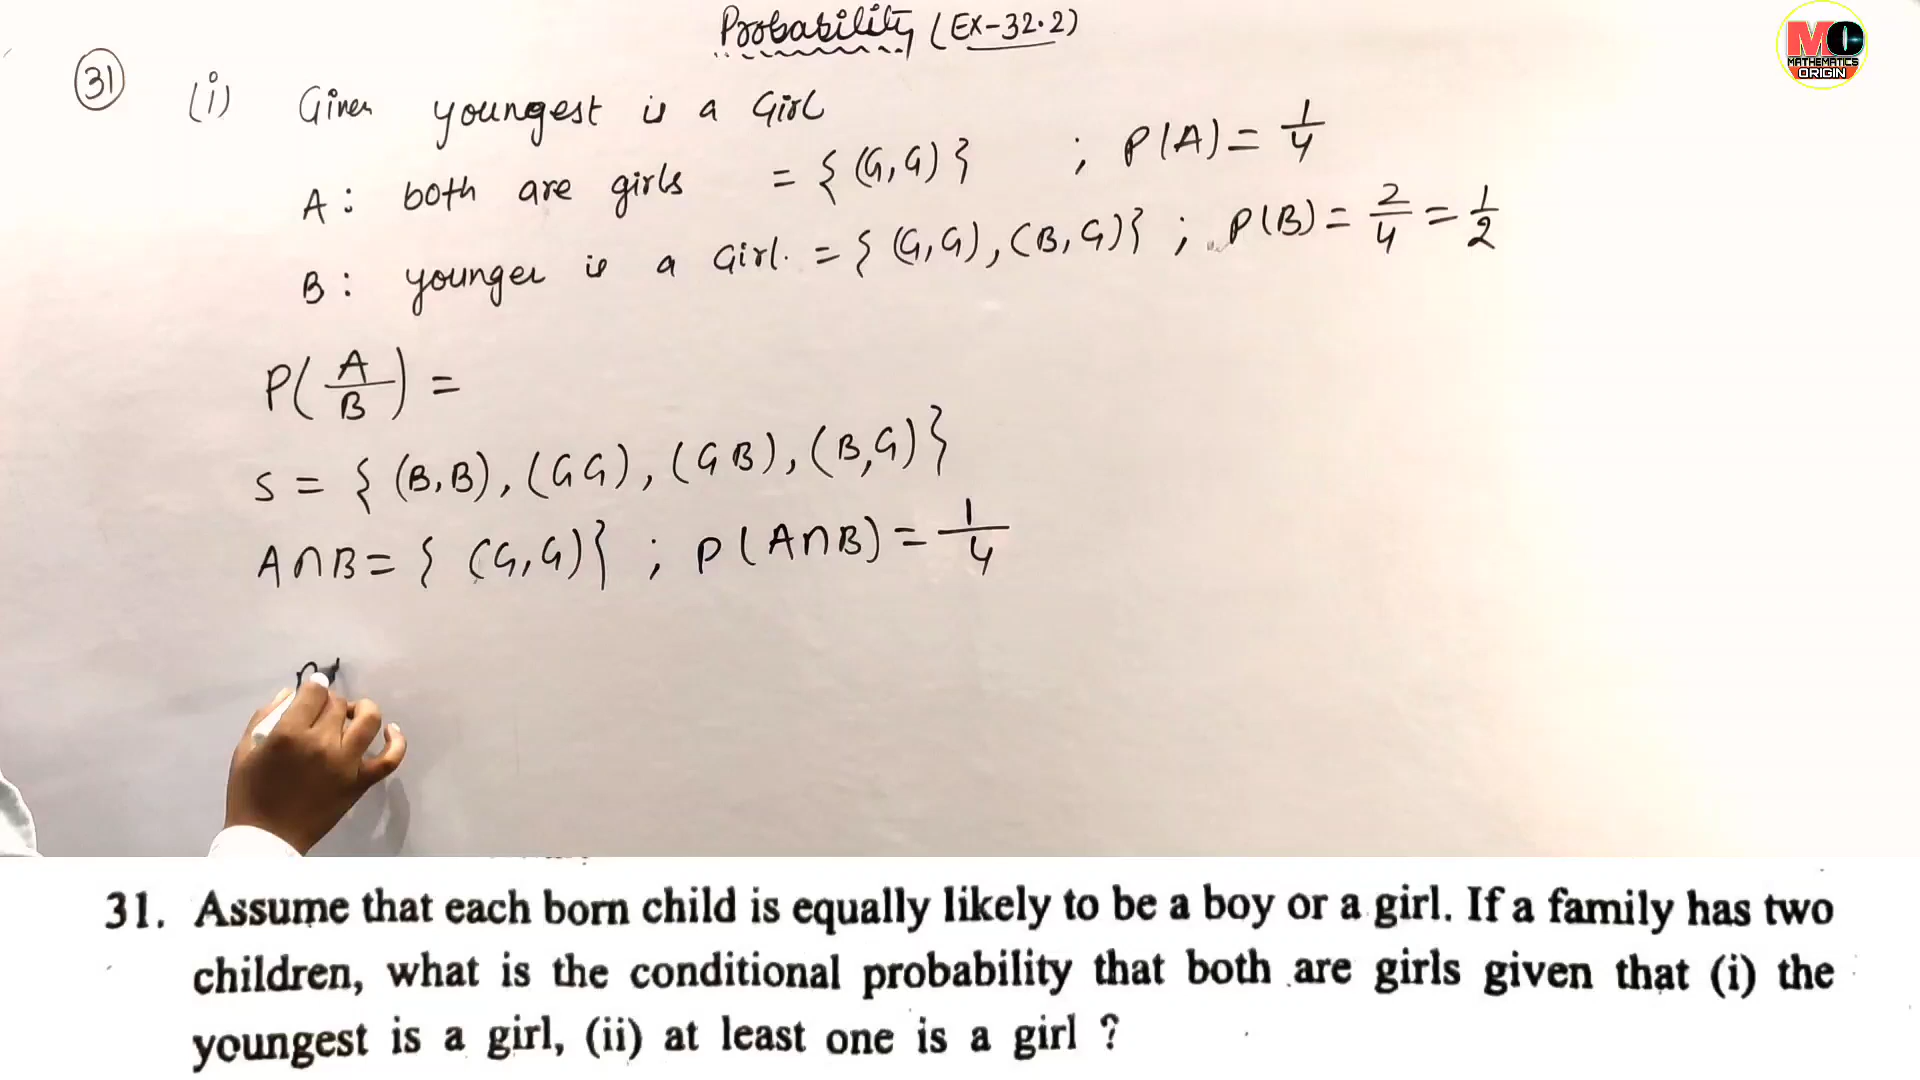 Probability (EX-32.2)
MO
MATHEMATICS
ORIGIN
31 (i) Given youngest is a Girl
A: both are girls = { (G, G) } ; P(A) = 1/4
B: younger is a Girl. = { (G, G), (B, G) } ; P(B) = 2/4 = 1/2
P(A/B) =
S = { (B, B), (GG), (GB), (B, G) }
A∩B = { (G, G) } ; P(A∩B) = 1/4
31. Assume that each born child is equally likely to be a boy or a girl. If a family has two
children, what is the conditional probability that both are girls given that (i) the
youngest is a girl, (ii) at least one is a girl ?